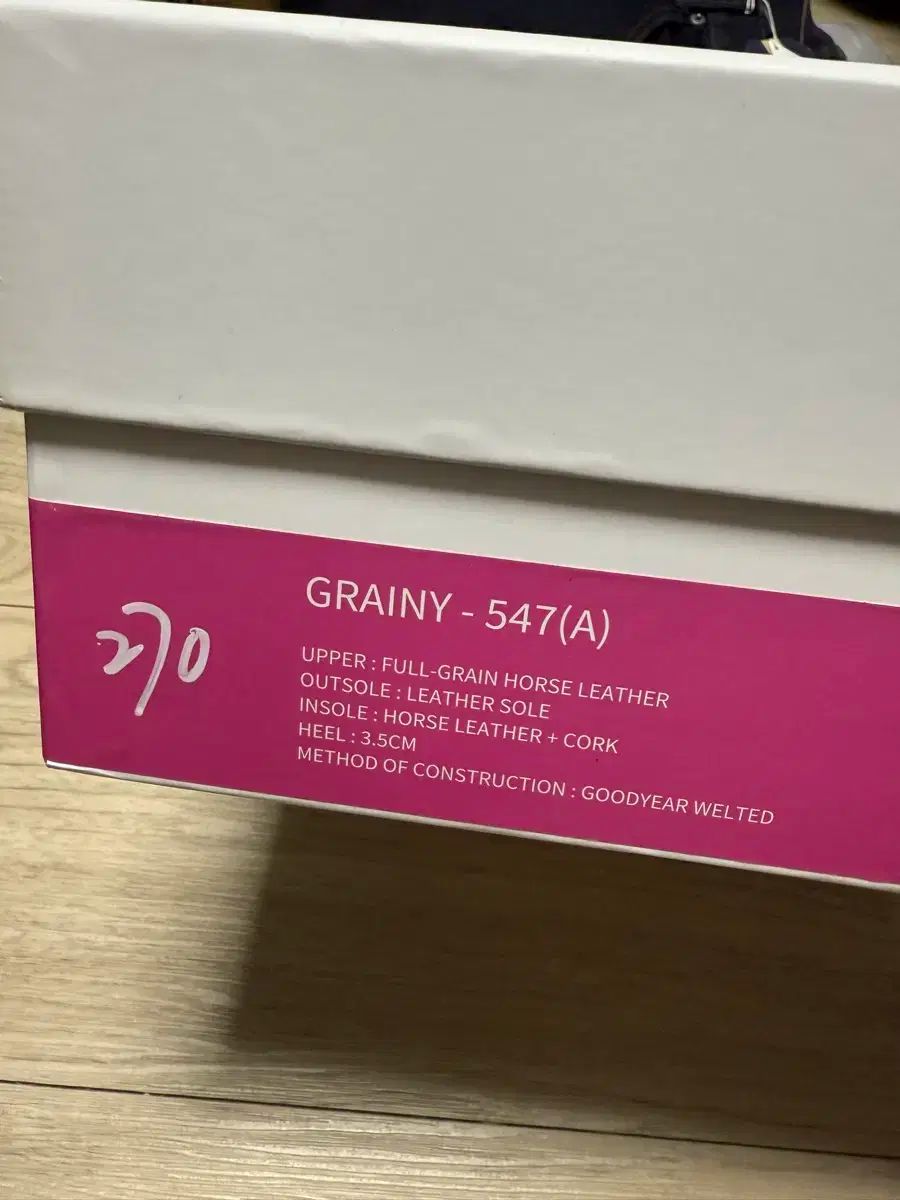 GRAINY - 547(A)
270
UPPER : FULL-GRAIN HORSE LEATHER
OUTSOLE : LEATHER SOLE
INSOLE : HORSE LEATHER + CORK
HEEL : 3.5CM
METHOD OF CONSTRUCTION : GOODYEAR WELTED